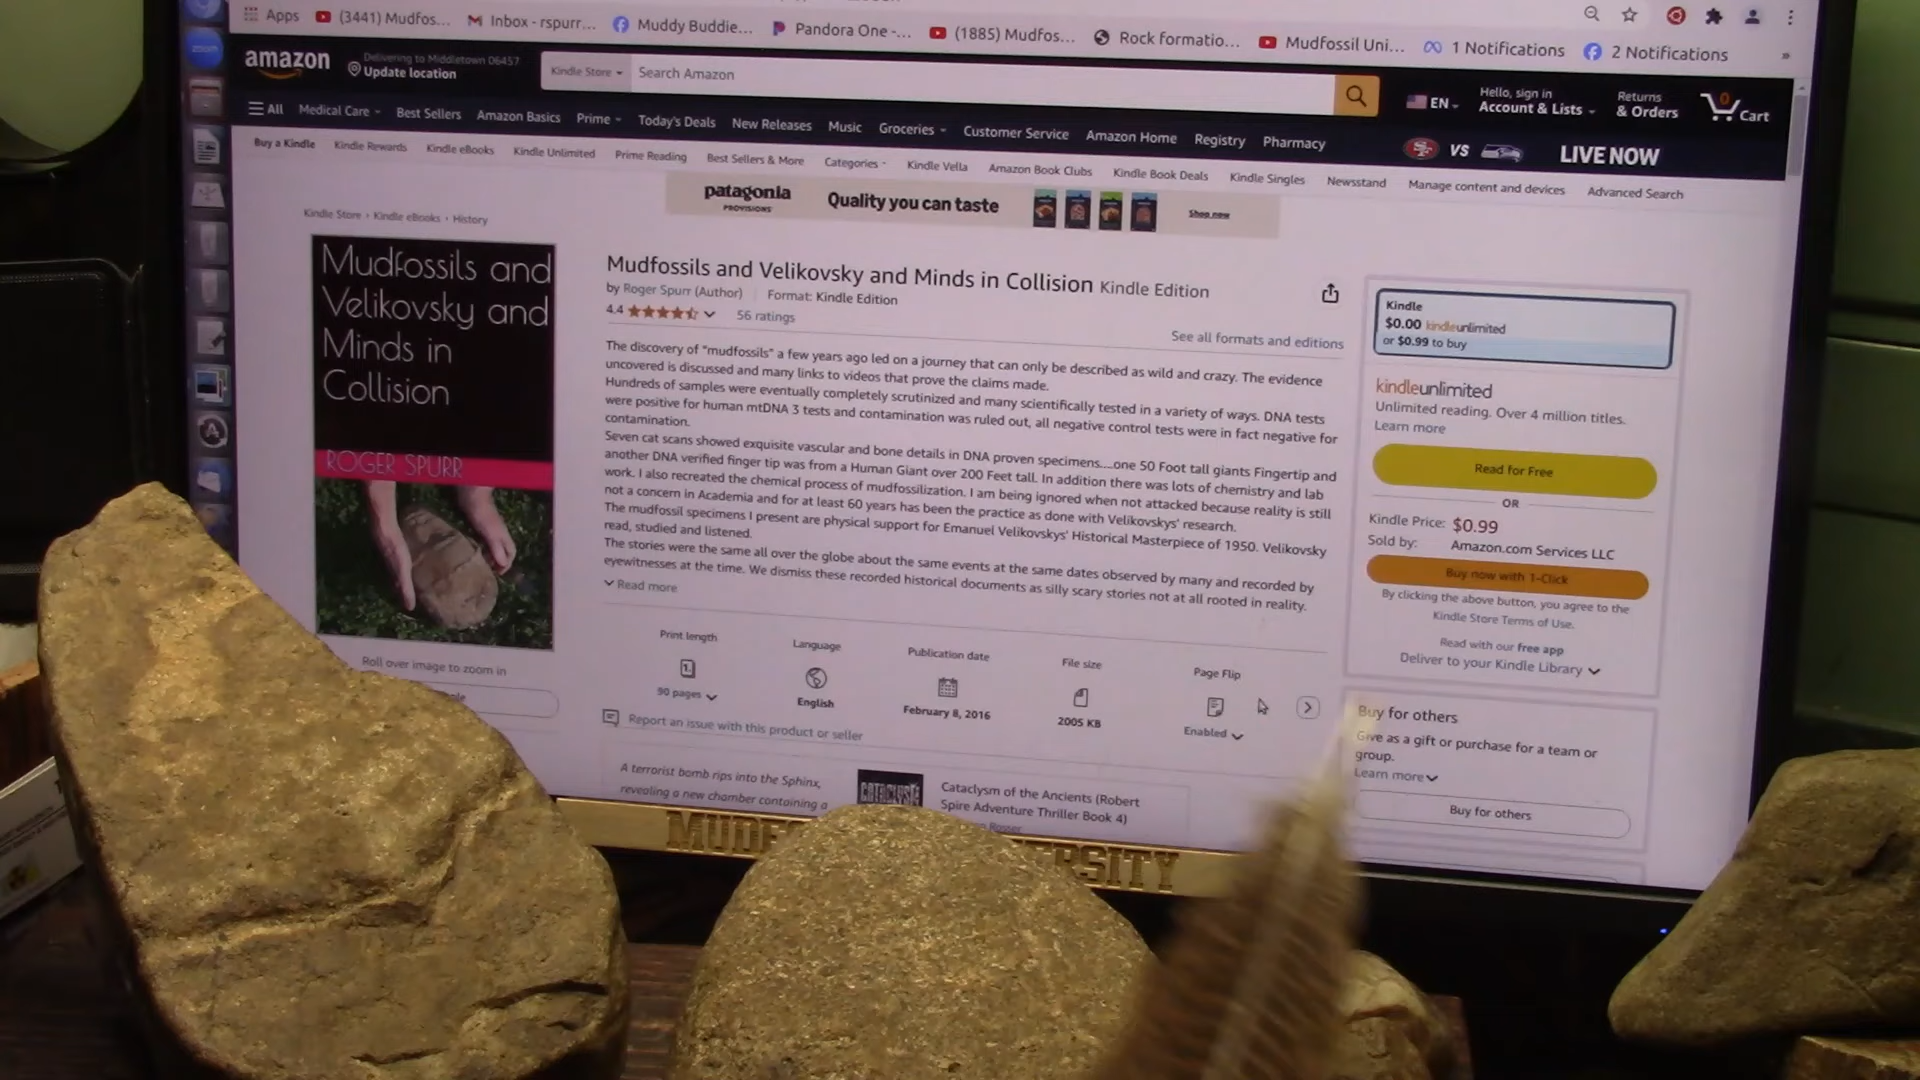 Apps
(3441) Mudfos...
Inbox - rspurr...
Muddy Buddie...
Pandora One -...
(1885) Mudfos...
Rock formatio...
Mudfossil Uni...
1 Notifications
2 Notifications
»
zoom
amazon
Delivering to Middletown 06457
Update location
Kindle Store
Search Amazon
EN
Hello, sign in
Account & Lists
Returns
& Orders
0
Cart
All
Medical Care
Best Sellers
Amazon Basics
Prime
Today's Deals
New Releases
Music
Groceries
Customer Service
Amazon Home
Registry
Pharmacy
VS
LIVE NOW
Buy a Kindle
Kindle Rewards
Kindle eBooks
Kindle Unlimited
Prime Reading
Best Sellers & More
Categories
Kindle Vella
Amazon Book Clubs
Kindle Book Deals
Kindle Singles
Newsstand
Manage content and devices
Advanced Search
patagonia
PROVISIONS
Quality you can taste
Shop now
Kindle Store › Kindle eBooks › History
Mudfossils and
Velikovsky and
Minds in
Collision
ROGER SPURR
Roll over image to zoom in
Mudfossils and Velikovsky and Minds in Collision Kindle Edition
by Roger Spurr (Author)
Format: Kindle Edition
4.4
56 ratings
See all formats and editions
The discovery of "mudfossils" a few years ago led on a journey that can only be described as wild and crazy. The evidence
uncovered is discussed and many links to videos that prove the claims made.
Hundreds of samples were eventually completely scrutinized and many scientifically tested in a variety of ways. DNA tests
were positive for human mtDNA 3 tests and contamination was ruled out, all negative control tests were in fact negative for
contamination.
Seven cat scans showed exquisite vascular and bone details in DNA proven specimens....one 50 Foot tall giants Fingertip and
another DNA verified finger tip was from a Human Giant over 200 Feet tall. In addition there was lots of chemistry and lab
work. I also recreated the chemical process of mudfossilization. I am being ignored when not attacked because reality is still
not a concern in Academia and for at least 60 years has been the practice as done with Velikovskys' research.
The mudfossil specimens I present are physical support for Emanuel Velikovskys' Historical Masterpiece of 1950. Velikovsky
read, studied and listened.
The stories were the same all over the globe about the same events at the same dates observed by many and recorded by
eyewitnesses at the time. We dismiss these recorded historical documents as silly scary stories not at all rooted in reality.
Read more
Print length
90 pages
Language
English
Publication date
February 8, 2016
File size
2005 KB
Page Flip
Enabled
Report an issue with this product or seller
A terrorist bomb rips into the Sphinx,
revealing a new chamber containing a
Cataclysm of the Ancients (Robert
Spire Adventure Thriller Book 4)
Kindle
$0.00 kindleunlimited
or $0.99 to buy
kindleunlimited
Unlimited reading. Over 4 million titles.
Learn more
Read for Free
OR
Kindle Price: $0.99
Sold by: Amazon.com Services LLC
Buy now with 1-Click
By clicking the above button, you agree to the
Kindle Store Terms of Use.
Read with our free app
Deliver to your Kindle Library
Buy for others
Give as a gift or purchase for a team or
group.
Learn more
Buy for others
MUDF
ERSITY